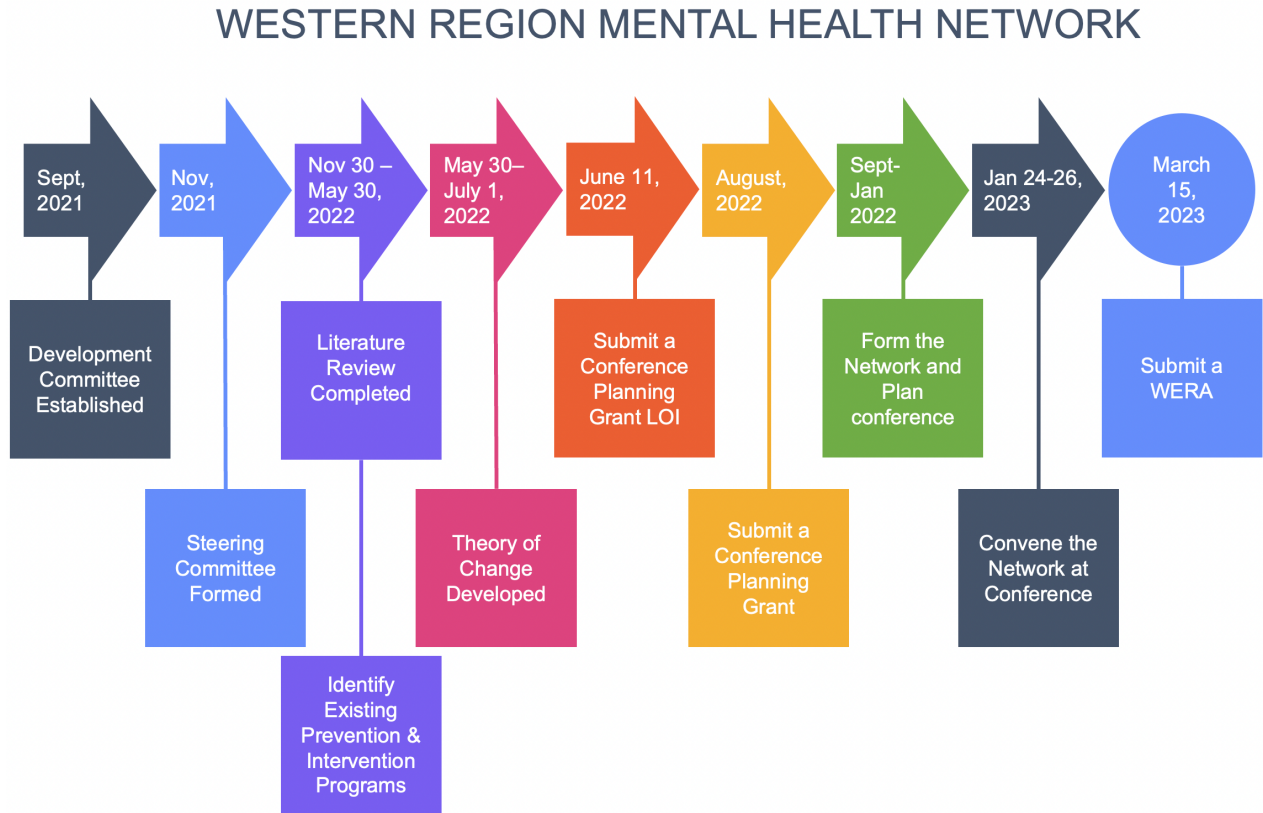 WESTERN REGION MENTAL HEALTH NETWORK
Sept,
2021
Nov,
2021
Nov 30 –
May 30,
2022
May 30–
July 1,
2022
June 11,
2022
August,
2022
Sept-
Jan
2022
Jan 24-26,
2023
March
15,
2023
Development
Committee
Established
Literature
Review
Completed
Submit a
Conference
Planning
Grant LOI
Form the
Network and
Plan
conference
Submit a
WERA
Steering
Committee
Formed
Theory of
Change
Developed
Submit a
Conference
Planning
Grant
Convene the
Network at
Conference
Identify
Existing
Prevention &
Intervention
Programs